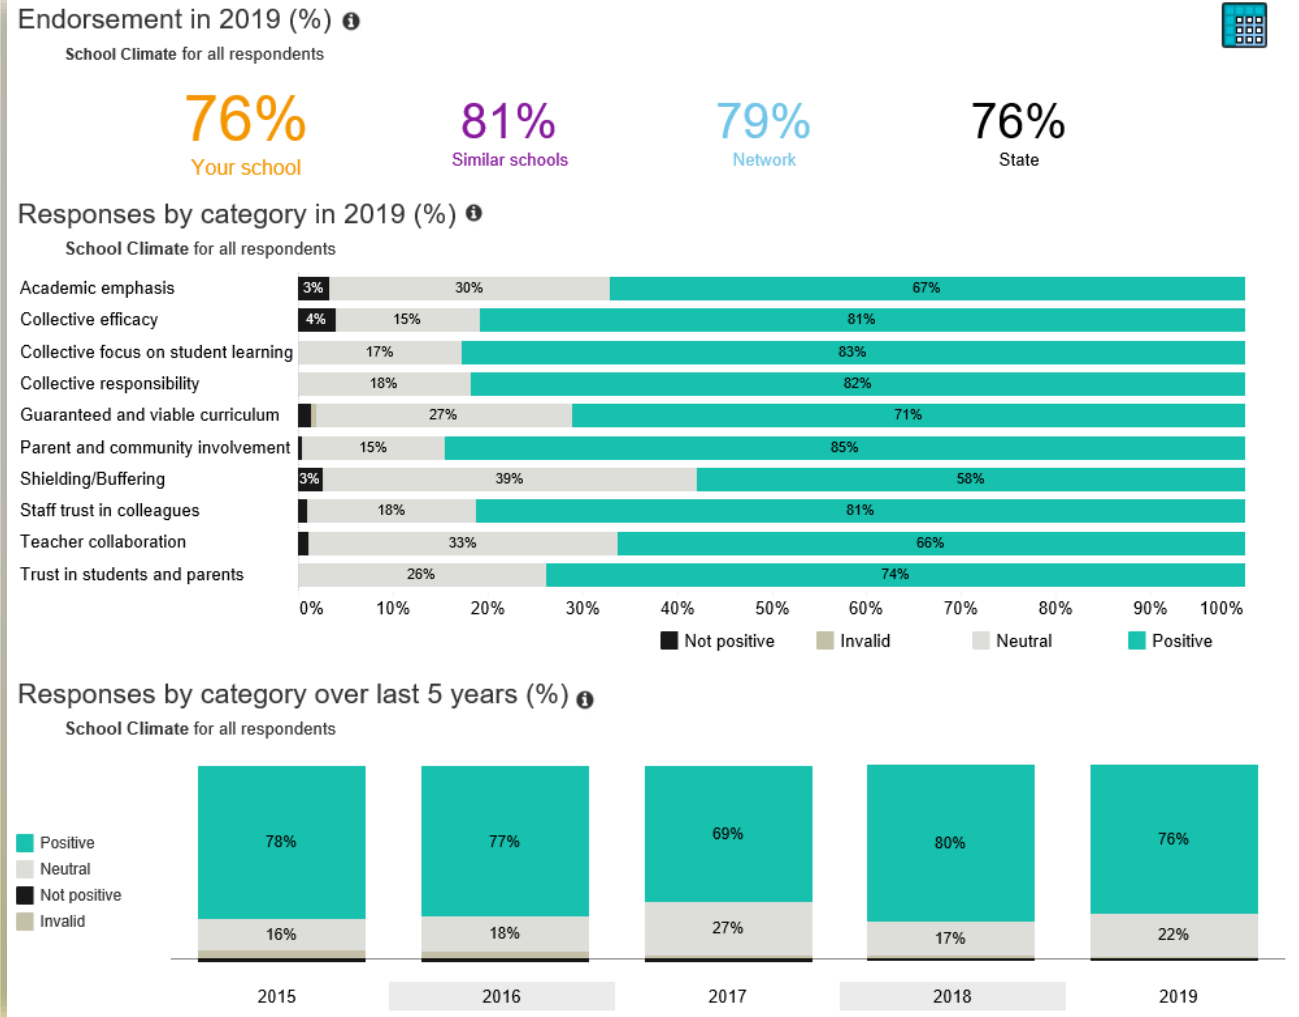 Endorsement in 2019 (%)
School Climate for all respondents
76% 81% 79% 76%
Your school Similar schools Network State
Responses by category in 2019 (%)
School Climate for all respondents
Academic emphasis 3% 30% 67%
Collective efficacy 4% 15% 81%
Collective focus on student learning 17% 83%
Collective responsibility 18% 82%
Guaranteed and viable curriculum 27% 71%
Parent and community involvement 15% 85%
Shielding/Buffering 3% 39% 58%
Staff trust in colleagues 18% 81%
Teacher collaboration 33% 66%
Trust in students and parents 26% 74%
0% 10% 20% 30% 40% 50% 60% 70% 80% 90% 100%
Not positive Invalid Neutral Positive
Responses by category over last 5 years (%)
School Climate for all respondents
Positive
Neutral
Not positive
Invalid
78% 77% 69% 80% 76%
16% 18% 27% 17% 22%
2015 2016 2017 2018 2019